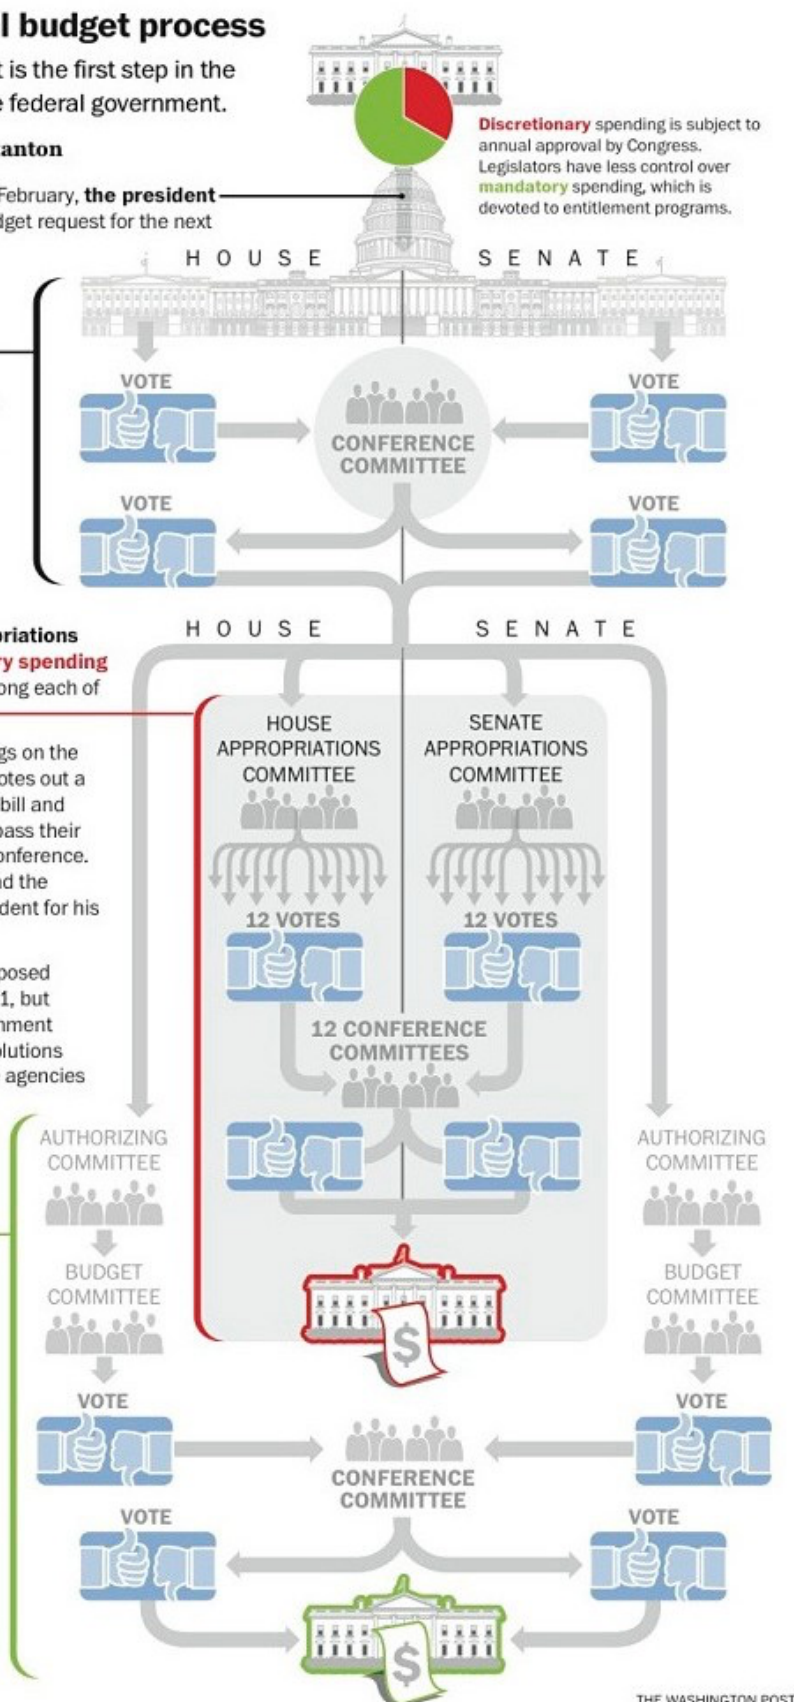 l budget process
t is the first step in the
e federal government.
anton
February, the president
dget request for the next
Discretionary spending is subject to
annual approval by Congress.
Legislators have less control over
mandatory spending, which is
devoted to entitlement programs.
HOUSE SENATE
VOTE VOTE
CONFERENCE
COMMITTEE
VOTE VOTE
HOUSE SENATE
priations
ry spending
ong each of
gs on the
otes out a
bill and
pass their
onference.
nd the
dent for his
posed
1, but
nment
olutions
agencies
HOUSE
APPROPRIATIONS
COMMITTEE
SENATE
APPROPRIATIONS
COMMITTEE
12 VOTES 12 VOTES
12 CONFERENCE
COMMITTEES
AUTHORIZING
COMMITTEE
AUTHORIZING
COMMITTEE
BUDGET
COMMITTEE
BUDGET
COMMITTEE
$
VOTE VOTE
CONFERENCE
COMMITTEE
VOTE VOTE
$
THE WASHINGTON POST